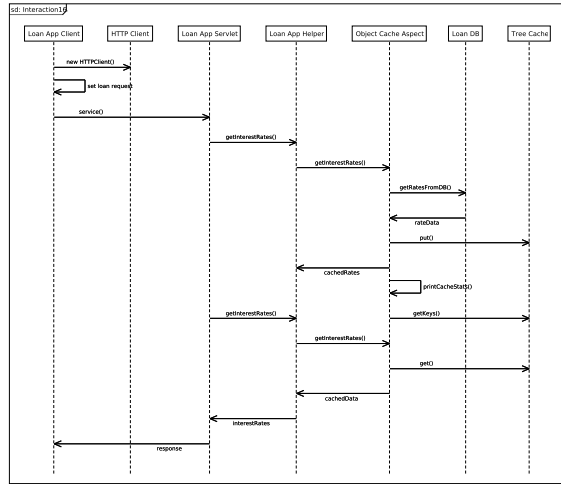 sd: Interaction16
Loan App Client
HTTP Client
Loan App Servlet
Loan App Helper
Object Cache Aspect
Loan DB
Tree Cache
new HTTPClient()
set loan request
service()
getInterestRates()
getInterestRates()
getRatesFromDB()
rateData
put()
cachedRates
printCacheStats()
getInterestRates()
getKeys()
getInterestRates()
get()
cachedData
interestRates
response